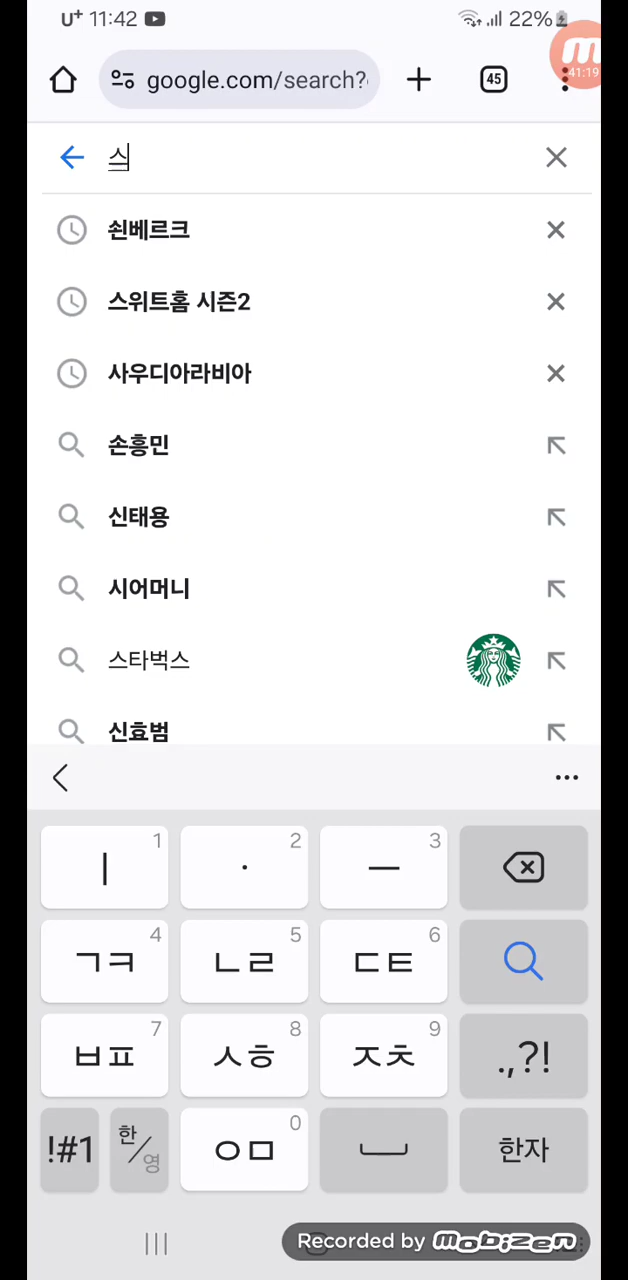 U+ 11:42 22%
41:19
google.com/search?
45
스
쇤베르크
스위트홈 시즌2
사우디아라비아
손흥민
신태용
시어머니
스타벅스
신효범
ㅣ 1 · 2 ㅡ 3
ㄱㅋ 4 ㄴㄹ 5 ㄷㅌ 6
ㅂㅍ 7 ㅅㅎ 8 ㅈㅊ 9 .,?!
!#1 한/영 ㅇㅁ 0 한자
Recorded by mobizen